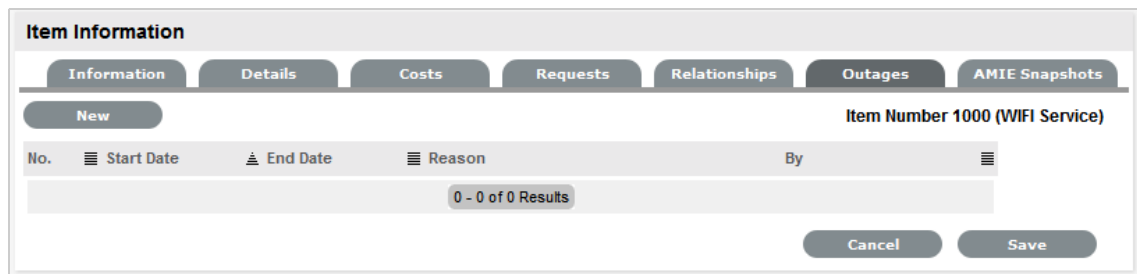 Item Information
Information Details Costs Requests Relationships Outages AMIE Snapshots
New Item Number 1000 (WIFI Service)
No. Start Date End Date Reason By
0 - 0 of 0 Results
Cancel Save